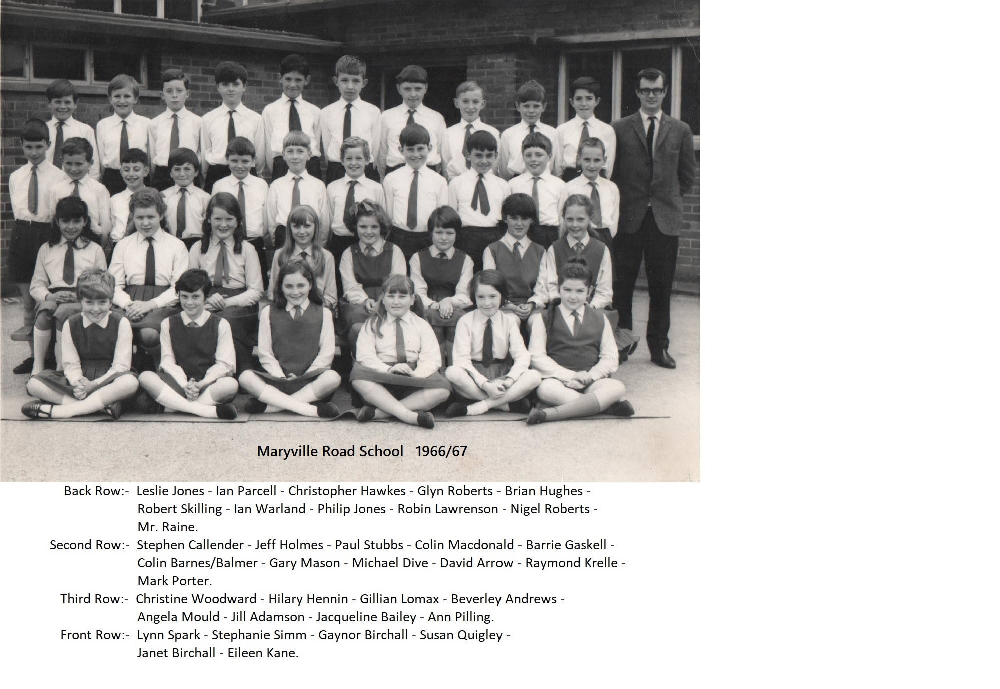 Maryville Road School 1966/67
Back Row:- Leslie Jones - Ian Parcell - Christopher Hawkes - Glyn Roberts - Brian Hughes -
Robert Skilling - Ian Warland - Philip Jones - Robin Lawrenson - Nigel Roberts -
Mr. Raine.
Second Row:- Stephen Callender - Jeff Holmes - Paul Stubbs - Colin Macdonald - Barrie Gaskell -
Colin Barnes/Balmer - Gary Mason - Michael Dive - David Arrow - Raymond Krelle -
Mark Porter.
Third Row:- Christine Woodward - Hilary Hennin - Gillian Lomax - Beverley Andrews -
Angela Mould - Jill Adamson - Jacqueline Bailey - Ann Pilling.
Front Row:- Lynn Spark - Stephanie Simm - Gaynor Birchall - Susan Quigley -
Janet Birchall - Eileen Kane.